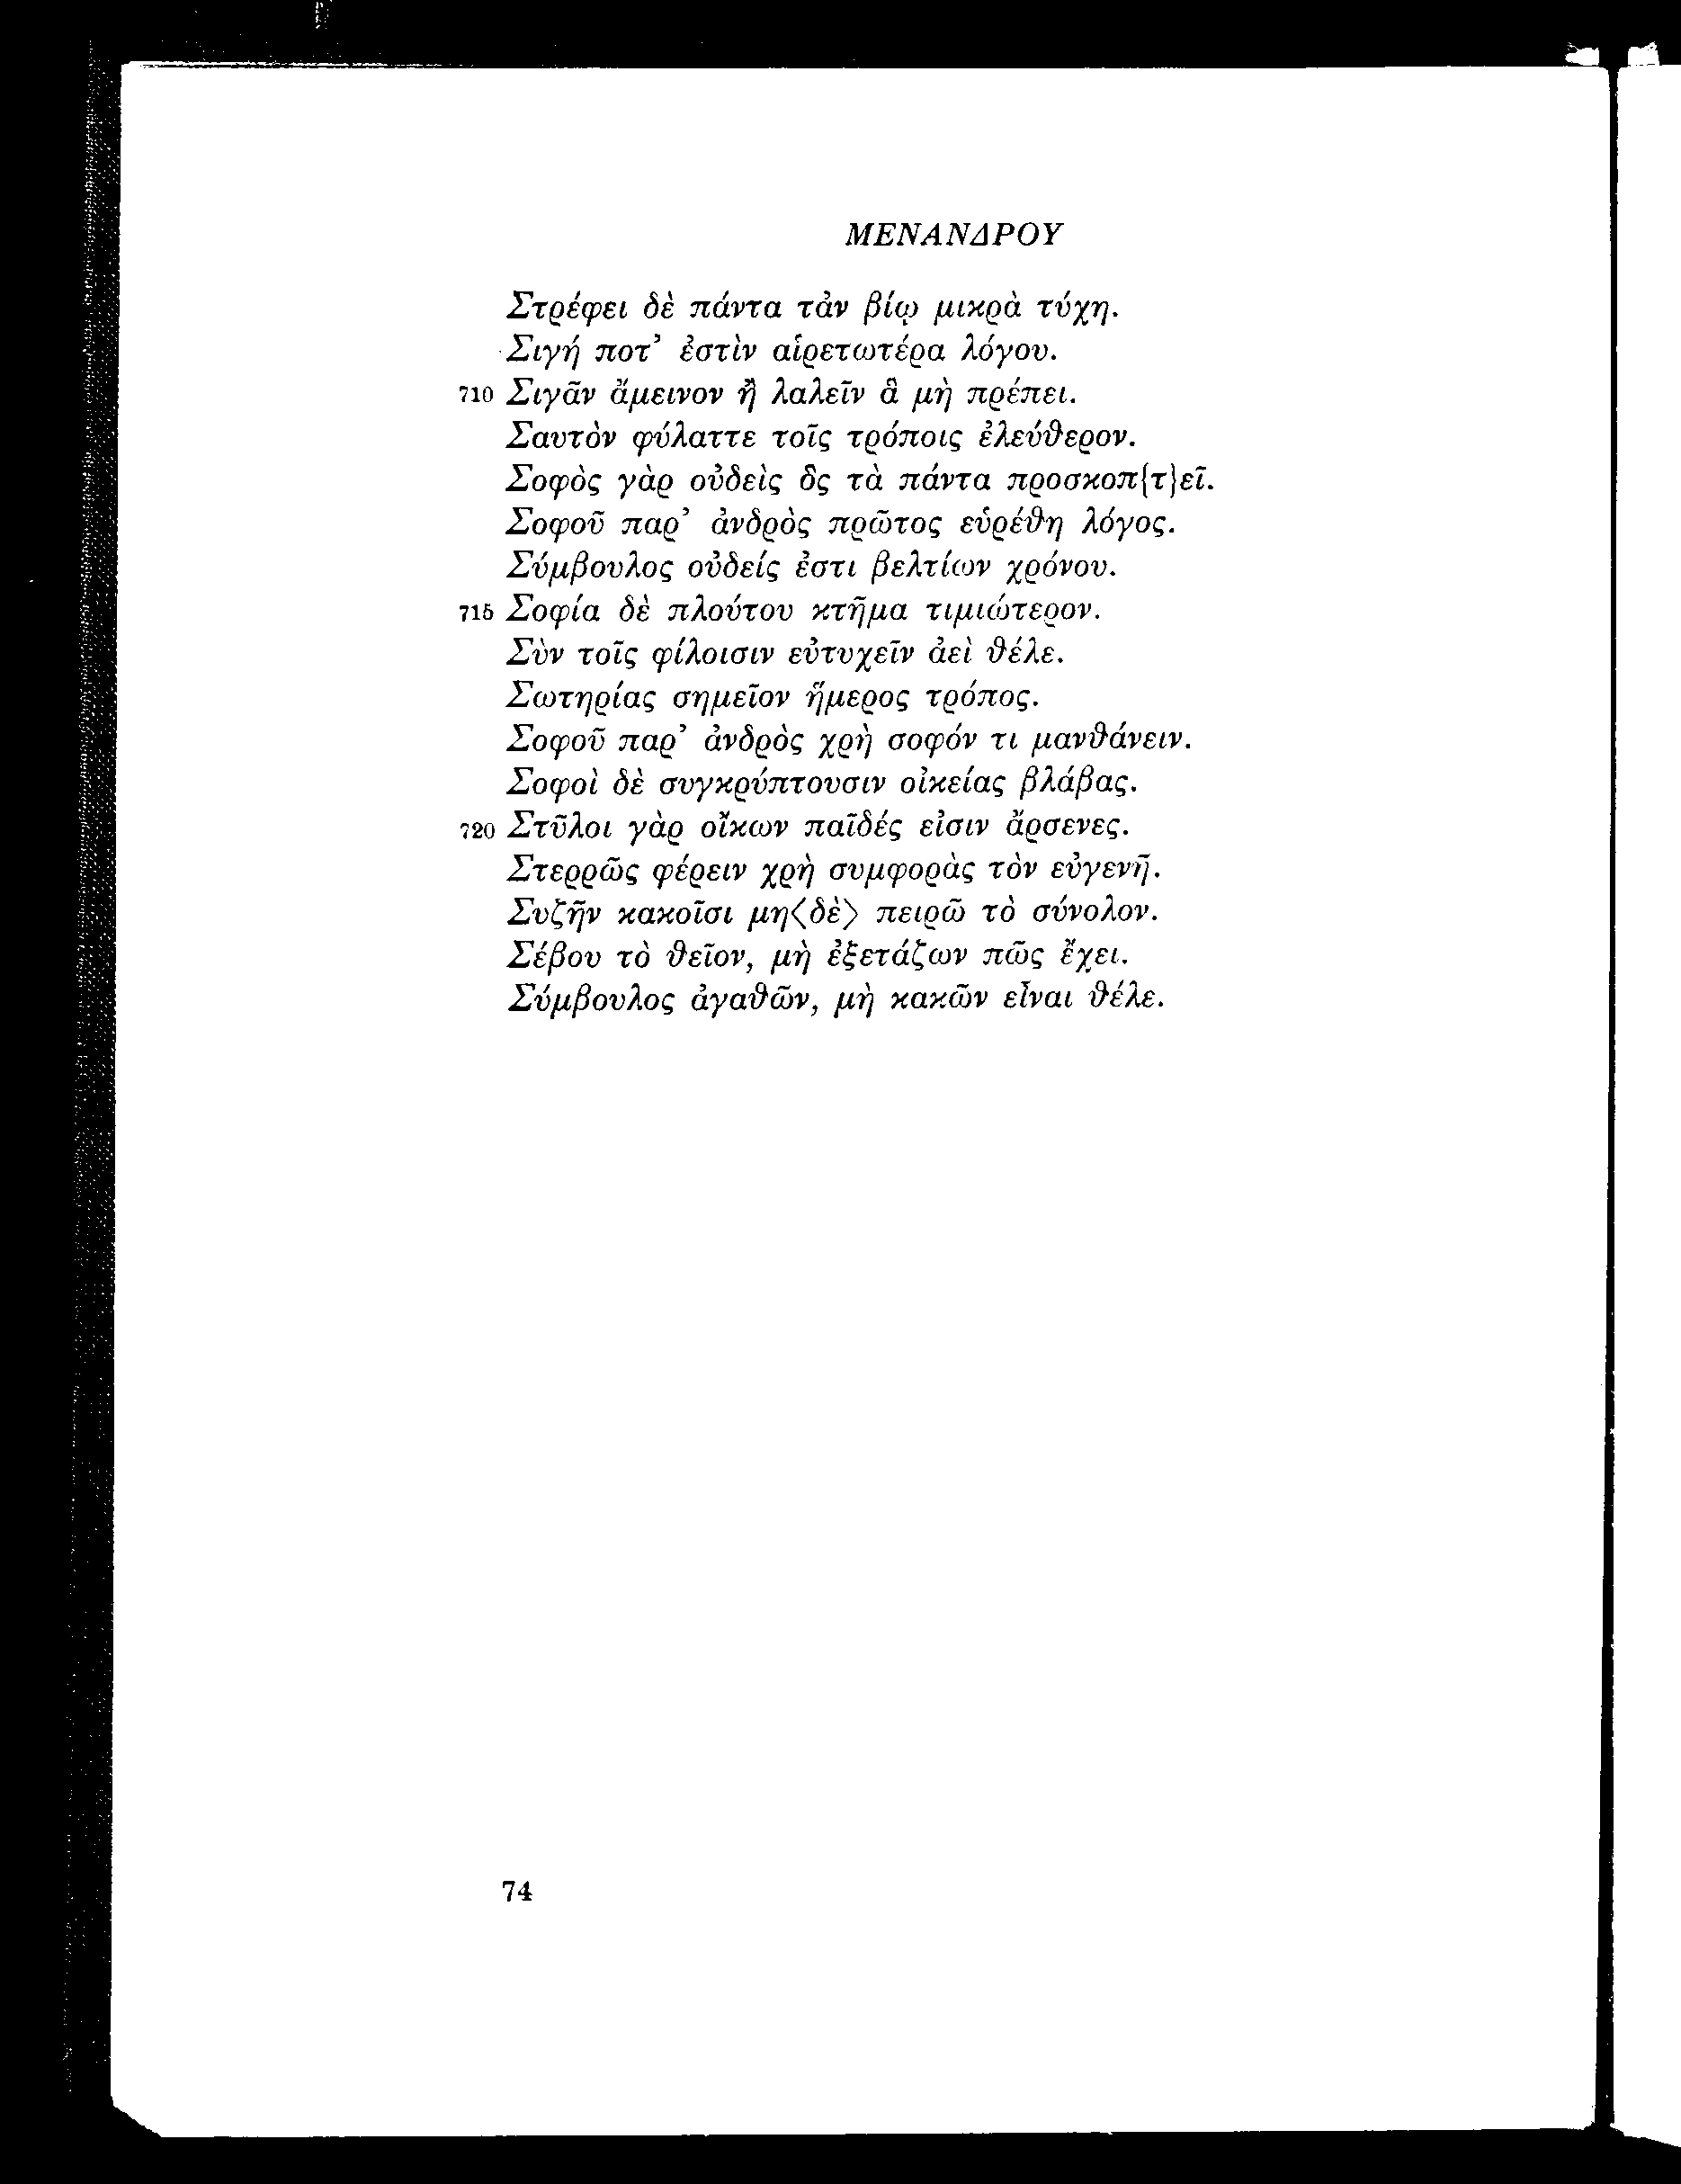 ΜΕΝΑΝΔΡΟΥ
Στρέφει δὲ πάντα τἀν βίῳ μικρὰ τύχη.
Σιγή ποτ’ ἐστὶν αἱρετωτέρα λόγου.
710 Σιγᾶν ἄμεινον ἢ λαλεῖν ἃ μὴ πρέπει.
Σαυτὸν φύλαττε τοῖς τρόποις ἐλεύθερον.
Σοφὸς γὰρ οὐδεὶς ὃς τὰ πάντα προσκοπ{τ}εῖ.
Σοφοῦ παρ’ ἀνδρὸς πρῶτος εὑρέθη λόγος.
Σύμβουλος οὐδείς ἐστι βελτίων χρόνου.
715 Σοφία δὲ πλούτου κτῆμα τιμιώτερον.
Σὺν τοῖς φίλοισιν εὐτυχεῖν ἀεὶ θέλε.
Σωτηρίας σημεῖον ἥμερος τρόπος.
Σοφοῦ παρ’ ἀνδρὸς χρὴ σοφόν τι μανθάνειν.
Σοφοὶ δὲ συγκρύπτουσιν οἰκείας βλάβας.
720 Στῦλοι γὰρ οἴκων παῖδές εἰσιν ἄρσενες.
Στερρῶς φέρειν χρὴ συμφορὰς τὸν εὐγενῆ.
Συζῆν κακοῖσι μη⟨δὲ⟩ πειρῶ τὸ σύνολον.
Σέβου τὸ θεῖον, μὴ ἐξετάζων πῶς ἔχει.
Σύμβουλος ἀγαθῶν, μὴ κακῶν εἶναι θέλε.
74